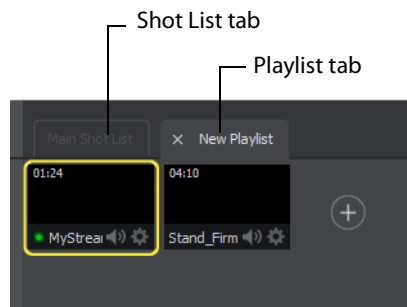 Shot List tab
Playlist tab
Main Shot List
× New Playlist
01:24
04:10
MyStrea
Stand_Firm